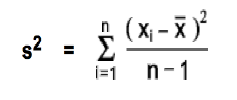 s² = Σ_{i=1}^{n} (xᵢ – x̄)² / (n – 1)